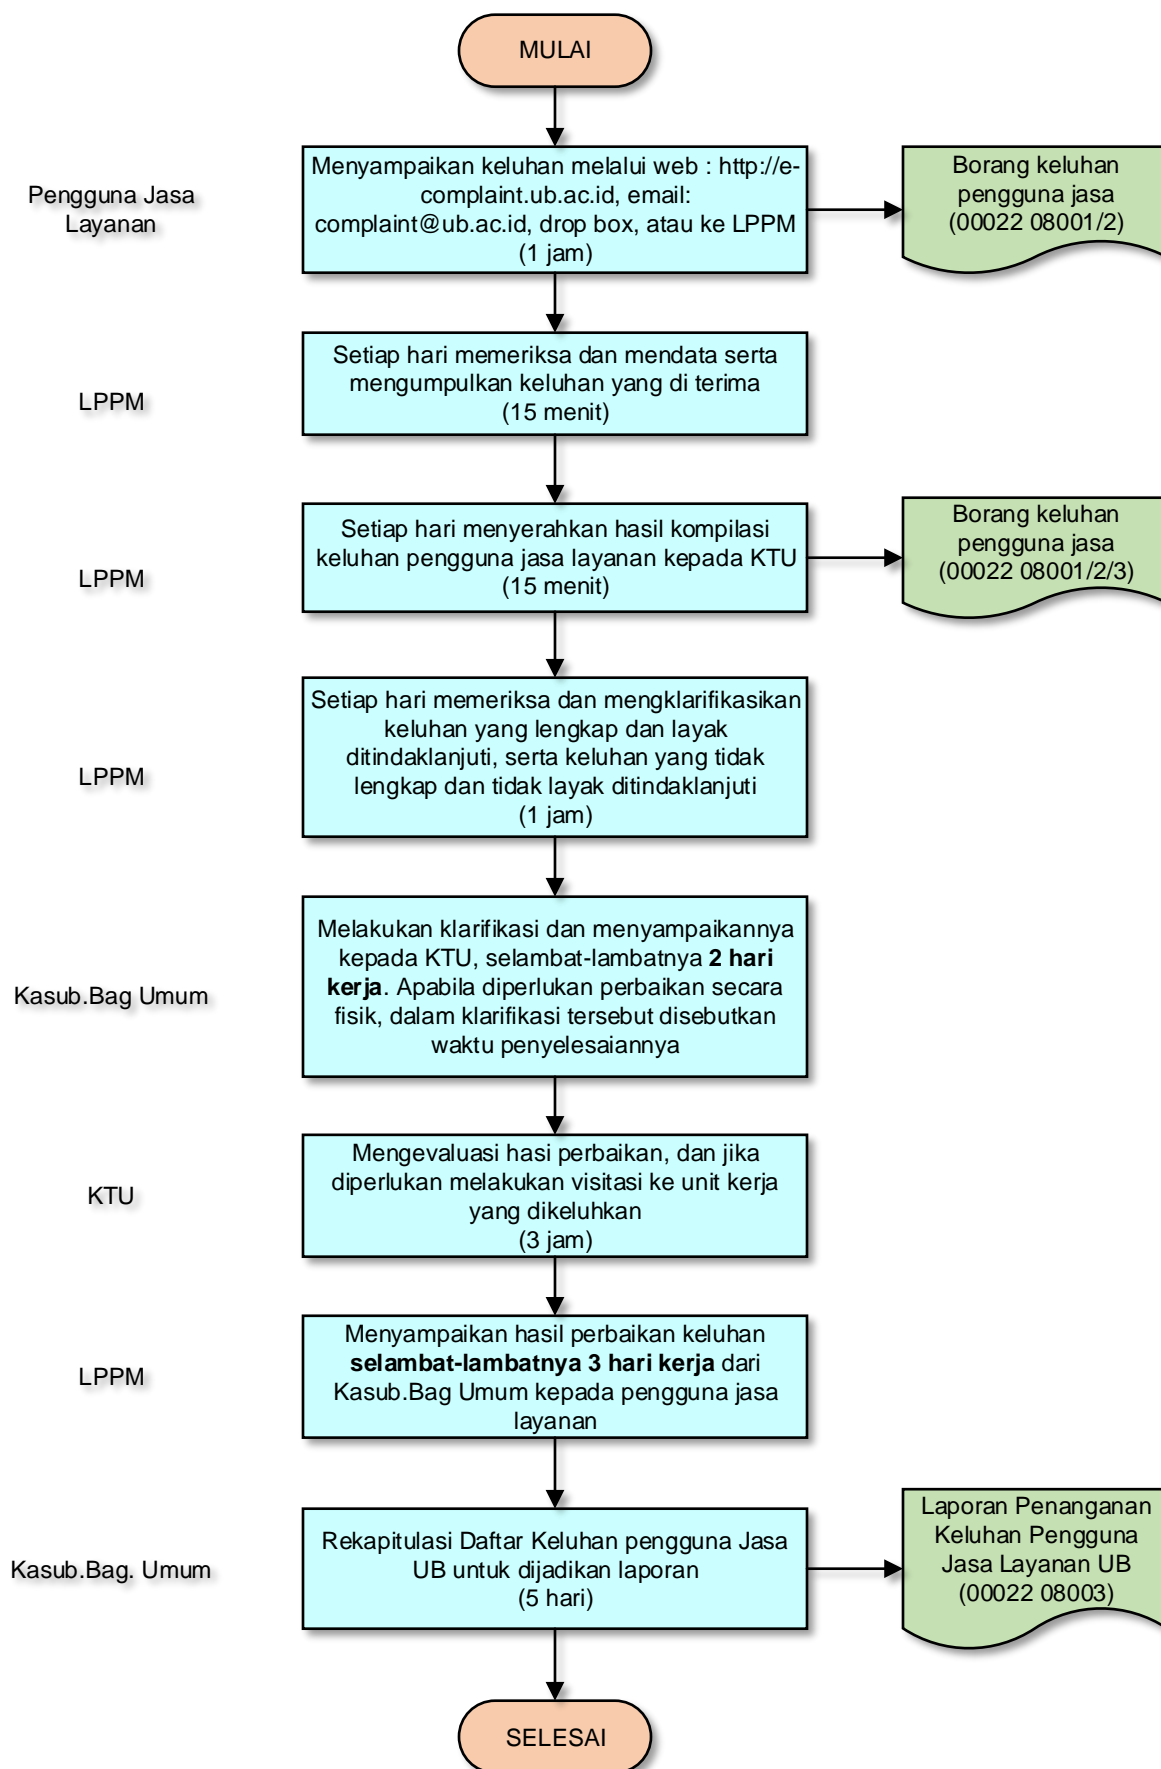 MULAI
Pengguna Jasa
Layanan
Menyampaikan keluhan melalui web : http://e-
complaint.ub.ac.id, email:
complaint@ub.ac.id, drop box, atau ke LPPM
(1 jam)
Borang keluhan
pengguna jasa
(00022 08001/2)
LPPM
Setiap hari memeriksa dan mendata serta
mengumpulkan keluhan yang di terima
(15 menit)
LPPM
Setiap hari menyerahkan hasil kompilasi
keluhan pengguna jasa layanan kepada KTU
(15 menit)
Borang keluhan
pengguna jasa
(00022 08001/2/3)
LPPM
Setiap hari memeriksa dan mengklarifikasikan
keluhan yang lengkap dan layak
ditindaklanjuti, serta keluhan yang tidak
lengkap dan tidak layak ditindaklanjuti
(1 jam)
Kasub.Bag Umum
Melakukan klarifikasi dan menyampaikannya
kepada KTU, selambat-lambatnya 2 hari
kerja. Apabila diperlukan perbaikan secara
fisik, dalam klarifikasi tersebut disebutkan
waktu penyelesaiannya
KTU
Mengevaluasi hasi perbaikan, dan jika
diperlukan melakukan visitasi ke unit kerja
yang dikeluhkan
(3 jam)
LPPM
Menyampaikan hasil perbaikan keluhan
selambat-lambatnya 3 hari kerja dari
Kasub.Bag Umum kepada pengguna jasa
layanan
Kasub.Bag. Umum
Rekapitulasi Daftar Keluhan pengguna Jasa
UB untuk dijadikan laporan
(5 hari)
Laporan Penanganan
Keluhan Pengguna
Jasa Layanan UB
(00022 08003)
SELESAI